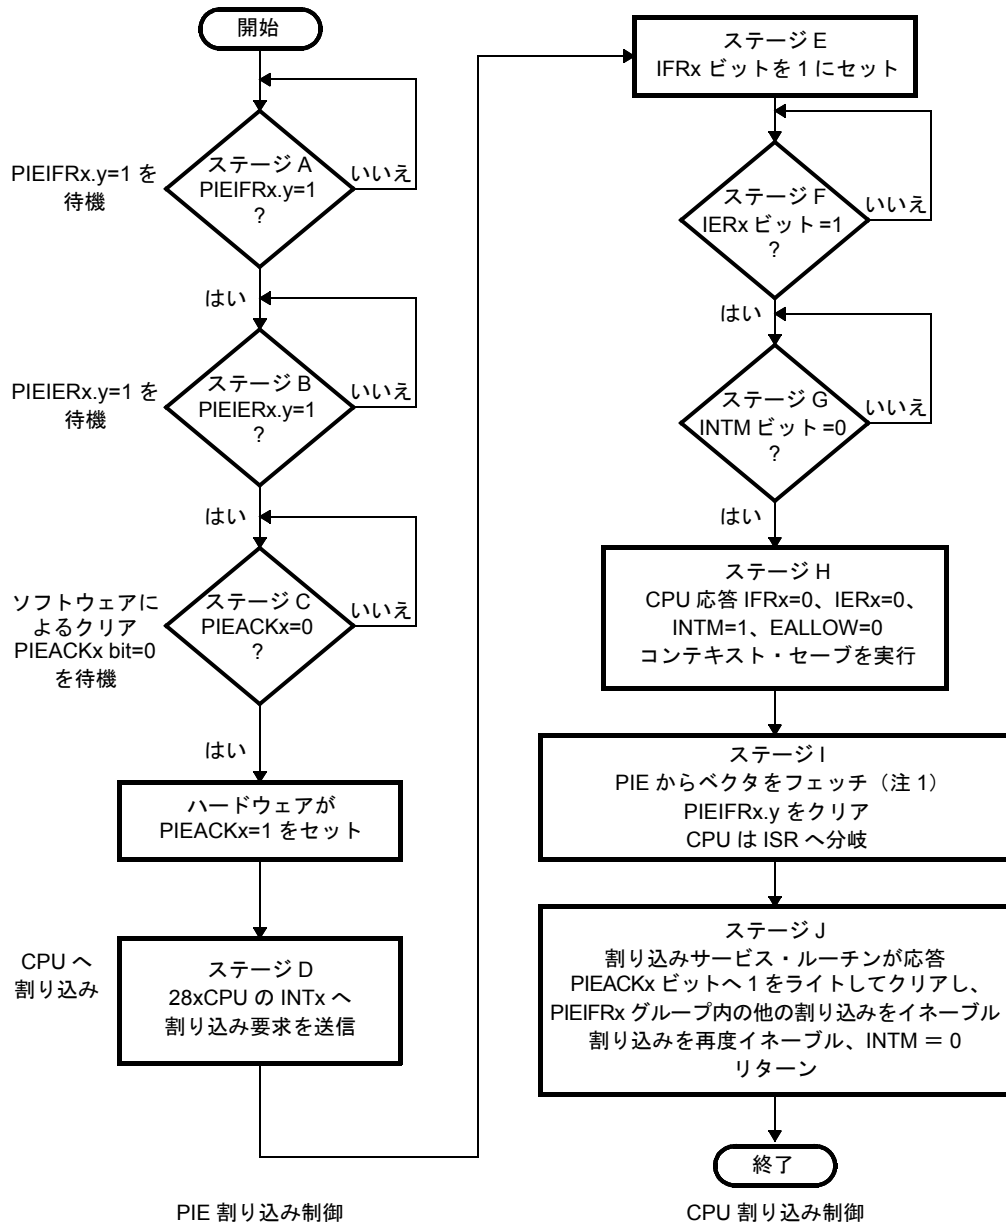 開始
PIEIFRx.y=1 を
待機
ステージ A
PIEIFRx.y=1
?
いいえ
はい
PIEIERx.y=1 を
待機
ステージ B
PIEIERx.y=1
?
いいえ
はい
ソフトウェアに
よるクリア
PIEACKx bit=0
を待機
ステージ C
PIEACKx=0
?
いいえ
はい
ハードウェアが
PIEACKx=1 をセット
CPU へ
割り込み
ステージ D
28xCPU の INTx へ
割り込み要求を送信
PIE 割り込み制御
ステージ E
IFRx ビットを 1 にセット
ステージ F
IERx ビット =1
?
いいえ
はい
ステージ G
INTM ビット =0
?
いいえ
はい
ステージ H
CPU 応答 IFRx=0、IERx=0、
INTM=1、EALLOW=0
コンテキスト・セーブを実行
ステージ I
PIE からベクタをフェッチ（注 1）
PIEIFRx.y をクリア
CPU は ISR へ分岐
ステージ J
割り込みサービス・ルーチンが応答
PIEACKx ビットへ 1 をライトしてクリアし、
PIEIFRx グループ内の他の割り込みをイネーブル
割り込みを再度イネーブル、INTM ＝ 0
リターン
終了
CPU 割り込み制御